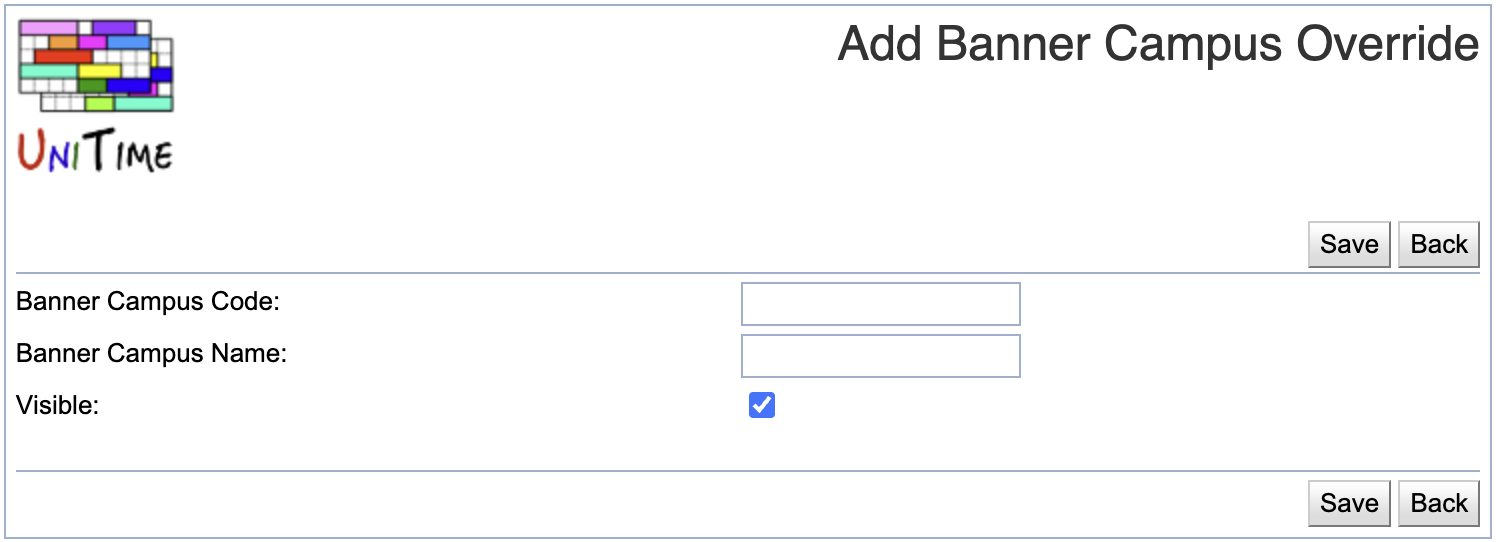 Add Banner Campus Override
UNITIME
Save Back
Banner Campus Code:
Banner Campus Name:
Visible:
Save Back